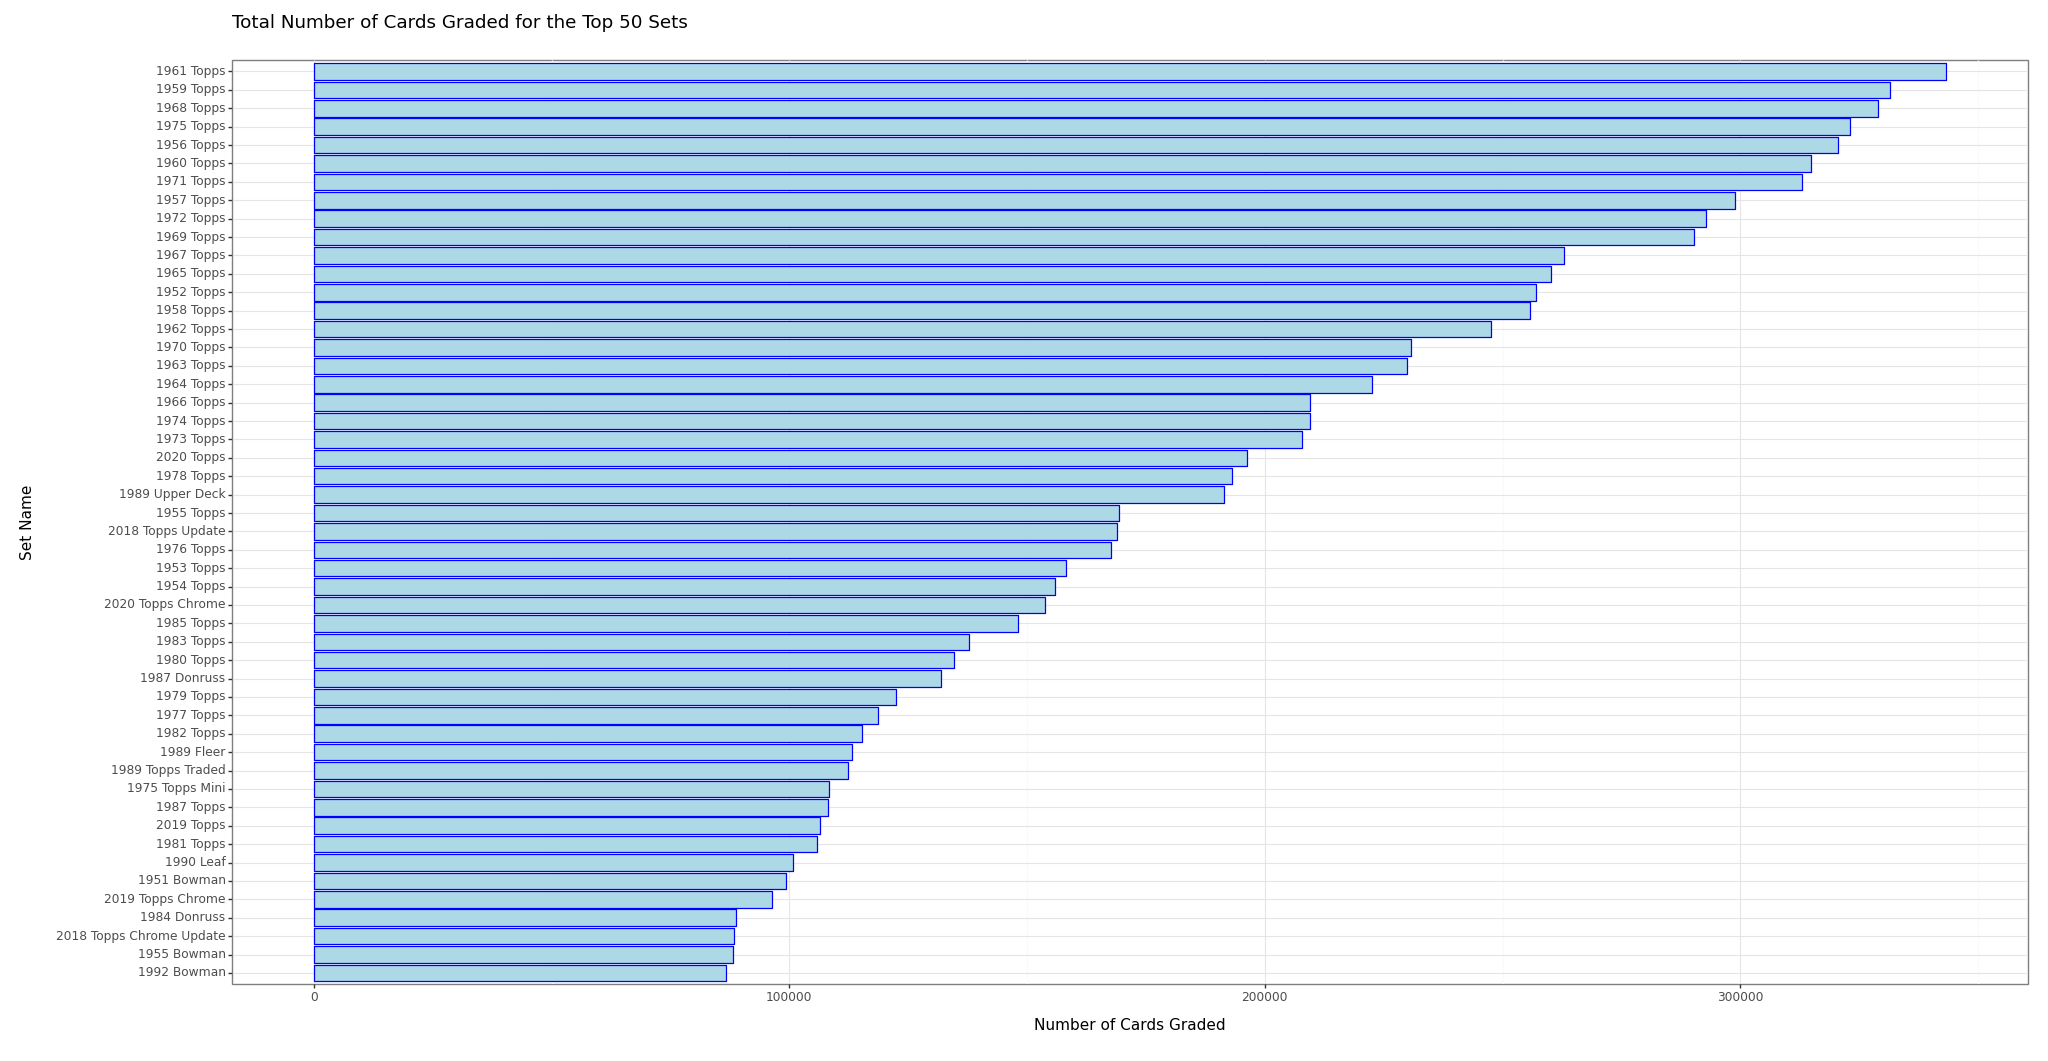 Total Number of Cards Graded for the Top 50 Sets
1961 Topps
1959 Topps
1968 Topps
1975 Topps
1956 Topps
1960 Topps
1971 Topps
1957 Topps
1972 Topps
1969 Topps
1967 Topps
1965 Topps
1952 Topps
1958 Topps
1962 Topps
1970 Topps
1963 Topps
1964 Topps
1966 Topps
1974 Topps
1973 Topps
2020 Topps
1978 Topps
1989 Upper Deck
1955 Topps
2018 Topps Update
1976 Topps
1953 Topps
1954 Topps
2020 Topps Chrome
1985 Topps
1983 Topps
1980 Topps
1987 Donruss
1979 Topps
1977 Topps
1982 Topps
1989 Fleer
1989 Topps Traded
1975 Topps Mini
1987 Topps
2019 Topps
1981 Topps
1990 Leaf
1951 Bowman
2019 Topps Chrome
1984 Donruss
2018 Topps Chrome Update
1955 Bowman
1992 Bowman
Set Name
0 100000 200000 300000
Number of Cards Graded